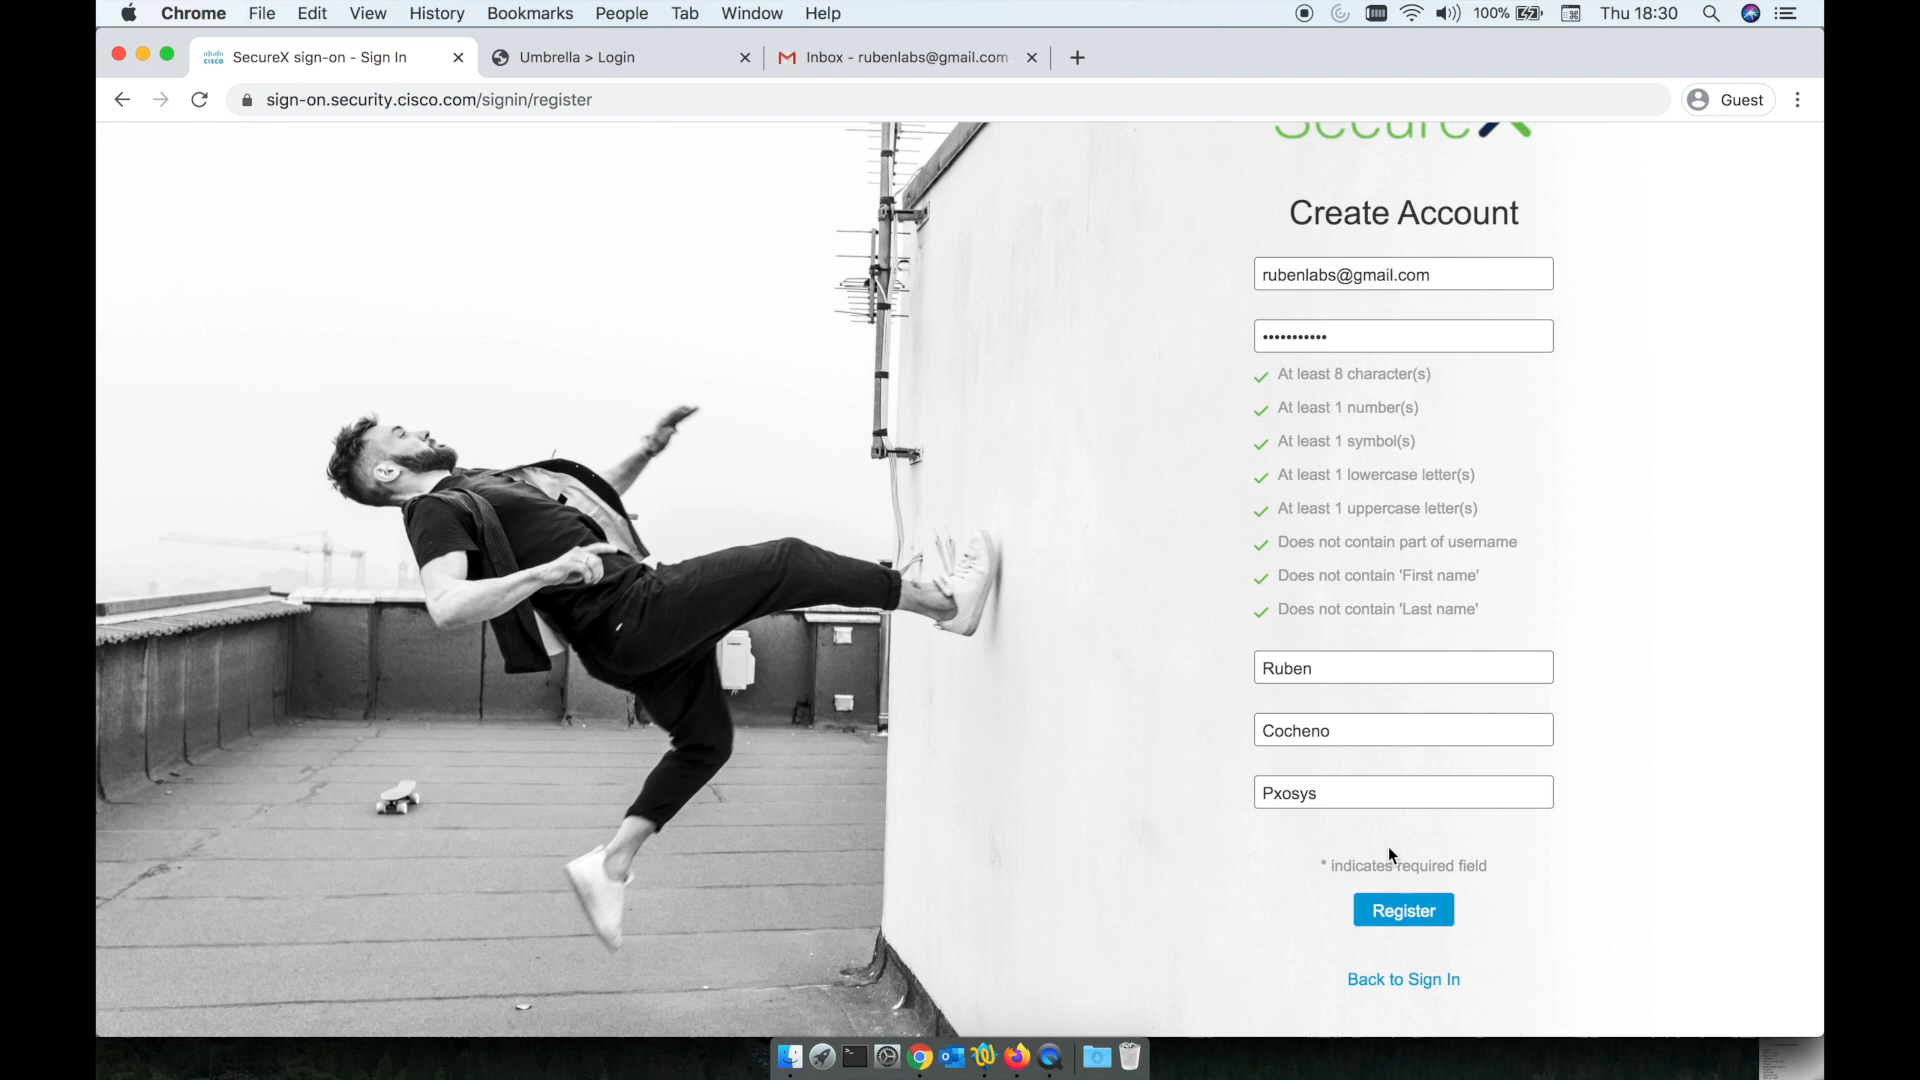 Chrome File Edit View History Bookmarks People Tab Window Help 100% Thu 18:30
SecureX sign-on - Sign In Umbrella > Login Inbox - rubenlabs@gmail.com
sign-on.security.cisco.com/signin/register Guest
SecureX
Create Account
rubenlabs@gmail.com
•••••••••••
At least 8 character(s)
At least 1 number(s)
At least 1 symbol(s)
At least 1 lowercase letter(s)
At least 1 uppercase letter(s)
Does not contain part of username
Does not contain 'First name'
Does not contain 'Last name'
Ruben
Cocheno
Pxosys
* indicates required field
Register
Back to Sign In